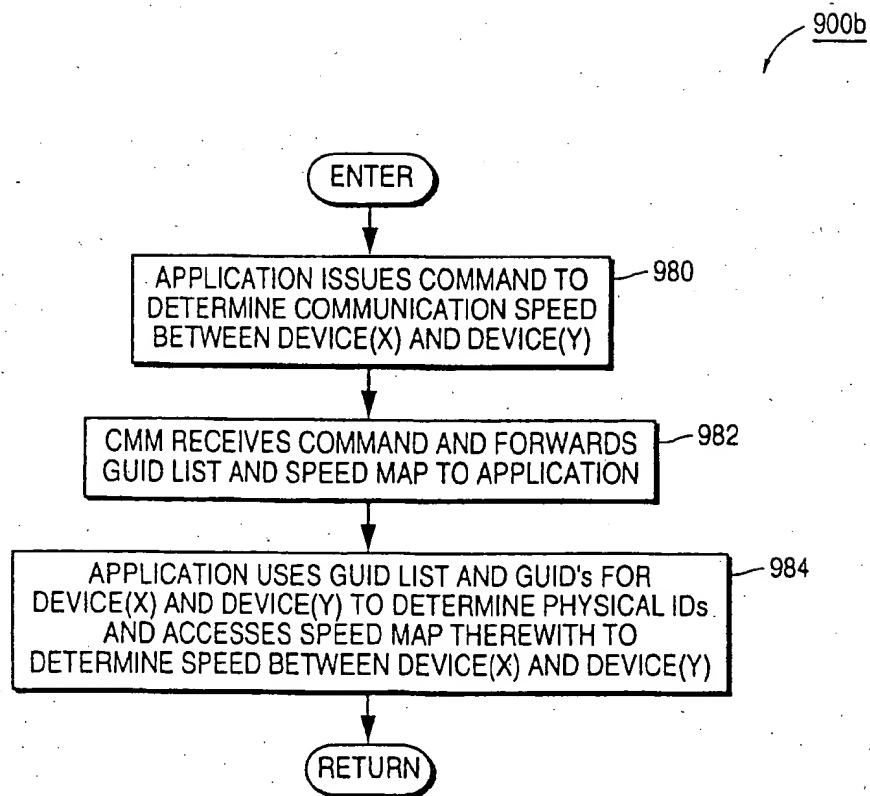 900b
ENTER
APPLICATION ISSUES COMMAND TO
DETERMINE COMMUNICATION SPEED
BETWEEN DEVICE(X) AND DEVICE(Y)
980
CMM RECEIVES COMMAND AND FORWARDS
GUID LIST AND SPEED MAP TO APPLICATION
982
APPLICATION USES GUID LIST AND GUID's FOR
DEVICE(X) AND DEVICE(Y) TO DETERMINE PHYSICAL IDs
AND ACCESSES SPEED MAP THEREWITH TO
DETERMINE SPEED BETWEEN DEVICE(X) AND DEVICE(Y)
984
RETURN